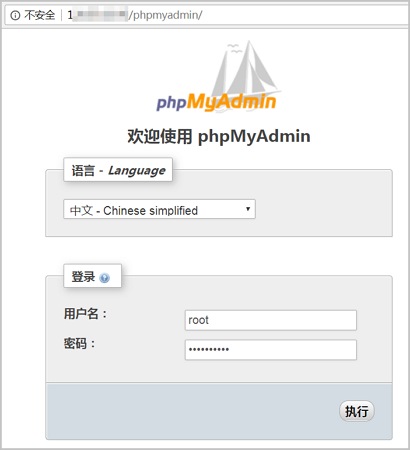 不安全 | 1 /phpmyadmin/
phpMyAdmin
欢迎使用 phpMyAdmin
语言 - Language
中文 - Chinese simplified
登录
用户名： root
密码： ••••••••••
执行